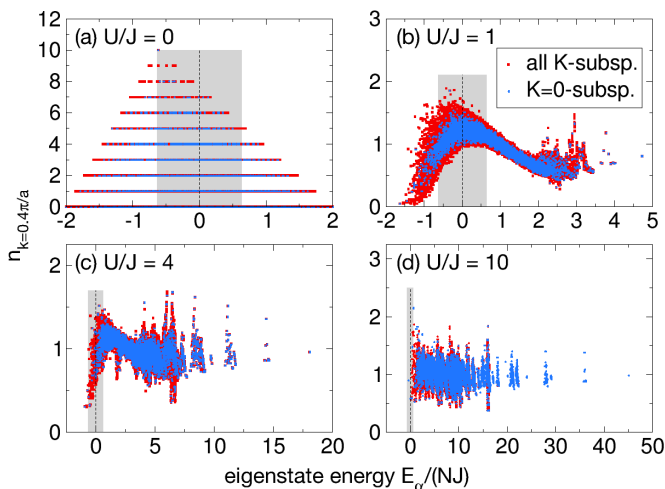 (a) U/J = 0
12
10
8
6
4
2
0
-2 -1 0 1 2
(b) U/J = 1
all K-subsp.
K=0-subsp.
3
2
1
0
-2 -1 0 1 2 3 4 5
n_{k=0.4π/a}
(c) U/J = 4
2
1
0
0 5 10 15 20
(d) U/J = 10
3
2
1
0
0 10 20 30 40 50
eigenstate energy E_α/(NJ)